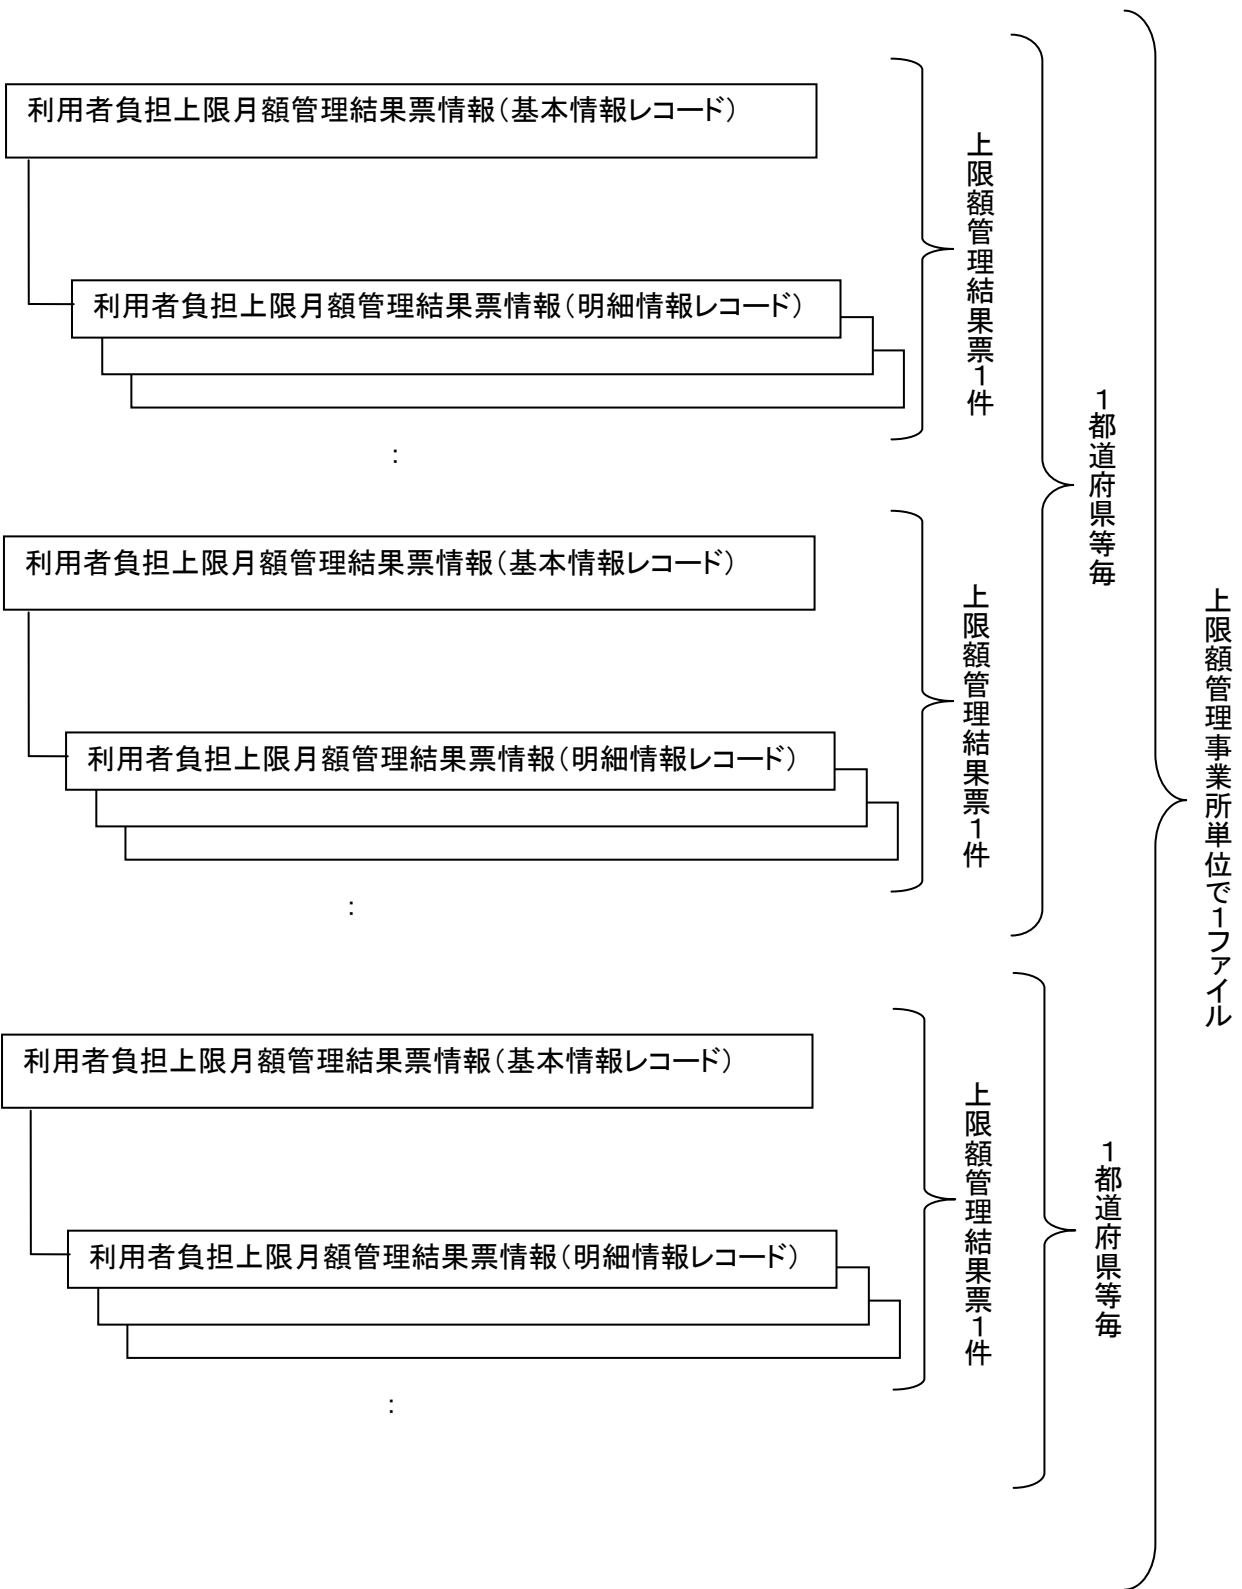 利用者負担上限月額管理結果票情報(基本情報レコード)
利用者負担上限月額管理結果票情報(明細情報レコード)
:
上限額管理結果票1件
利用者負担上限月額管理結果票情報(基本情報レコード)
利用者負担上限月額管理結果票情報(明細情報レコード)
:
上限額管理結果票1件
1都道府県等毎
利用者負担上限月額管理結果票情報(基本情報レコード)
利用者負担上限月額管理結果票情報(明細情報レコード)
:
上限額管理結果票1件
1都道府県等毎
上限額管理事業所単位で1ファイル